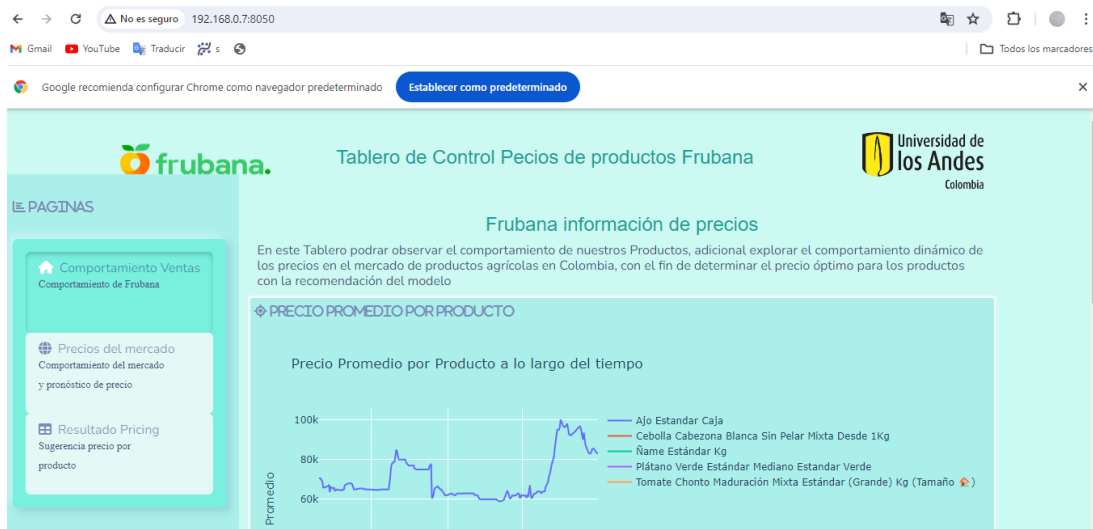 No es seguro 192.168.0.7:8050
Gmail YouTube Traducir s Todos los marcadores
Google recomienda configurar Chrome como navegador predeterminado Establecer como predeterminado
frubana.
Tablero de Control Pecios de productos Frubana
Universidad de
los Andes
Colombia
PAGINAS
Comportamiento Ventas
Comportamiento de Frubana
Precios del mercado
Comportamiento del mercado
y pronóstico de precio
Resultado Pricing
Sugerencia precio por
producto
Frubana información de precios
En este Tablero podrar observar el comportamiento de nuestros Productos, adicional explorar el comportamiento dinámico de
los precios en el mercado de productos agrícolas en Colombia, con el fin de determinar el precio óptimo para los productos
con la recomendación del modelo
PRECIO PROMEDIO POR PRODUCTO
Precio Promedio por Producto a lo largo del tiempo
100k
80k
60k
Promedio
Ajo Estandar Caja
Cebolla Cabezona Blanca Sin Pelar Mixta Desde 1Kg
Ñame Estándar Kg
Plátano Verde Estándar Mediano Estandar Verde
Tomate Chonto Maduración Mixta Estándar (Grande) Kg (Tamaño 🏠)